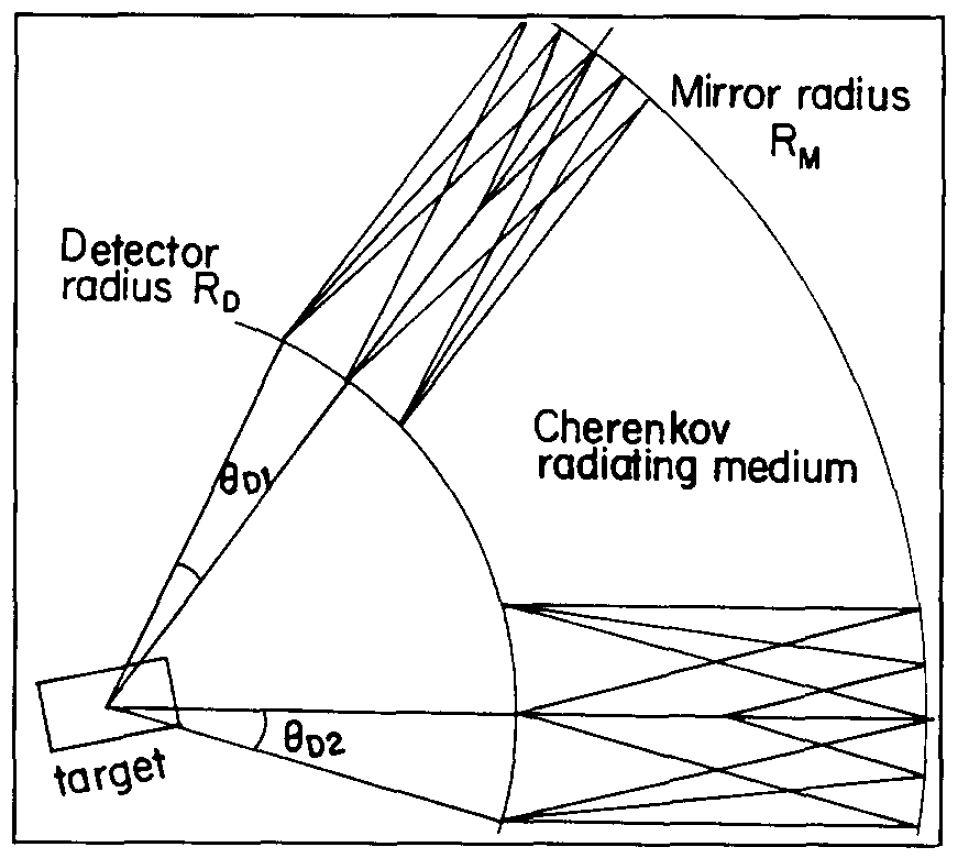 Mirror radius
R_M
Detector
radius R_D
Cherenkov
radiating medium
θ_D1
θ_D2
target